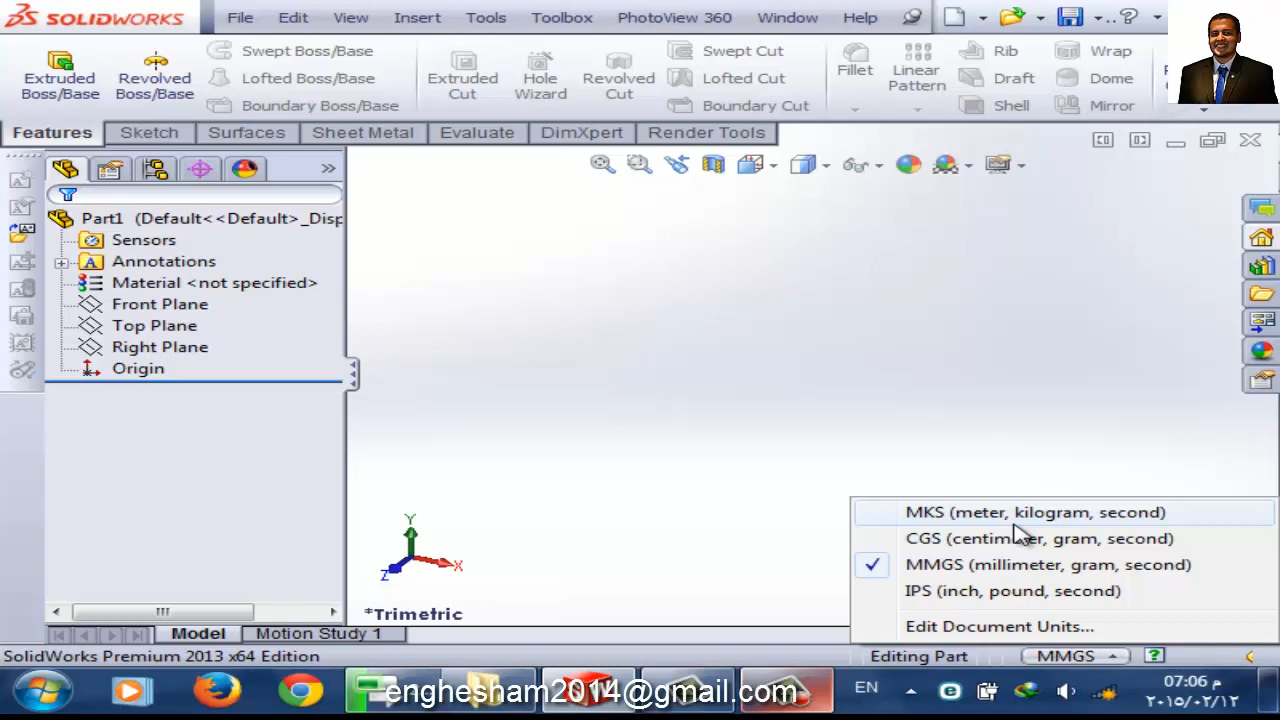 SOLIDWORKS File Edit View Insert Tools Toolbox PhotoView 360 Window Help
Extruded Boss/Base
Revolved Boss/Base
Swept Boss/Base
Lofted Boss/Base
Boundary Boss/Base
Extruded Cut
Hole Wizard
Revolved Cut
Swept Cut
Lofted Cut
Boundary Cut
Fillet
Linear Pattern
Rib
Draft
Shell
Wrap
Dome
Mirror
Features Sketch Surfaces Sheet Metal Evaluate DimXpert Render Tools
Part1 (Default<<Default>_Disp
Sensors
Annotations
Material <not specified>
Front Plane
Top Plane
Right Plane
Origin
Y
X
Z
*Trimetric
MKS (meter, kilogram, second)
CGS (centimeter, gram, second)
MMGS (millimeter, gram, second)
IPS (inch, pound, second)
Edit Document Units...
Model Motion Study 1
SolidWorks Premium 2013 x64 Edition Editing Part MMGS
enghesham2014@gmail.com
EN
07:06 م
٢٠١٥/٠٢/١٢